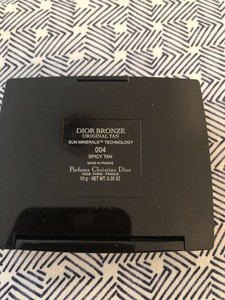 DIOR BRONZE
ORIGINAL TAN
SUN MINERALS™ TECHNOLOGY
004
SPICY TAN
MADE IN FRANCE
Parfums Christian Dior
PARIS - FRANCE
10 g - NET WT. 0.35 OZ